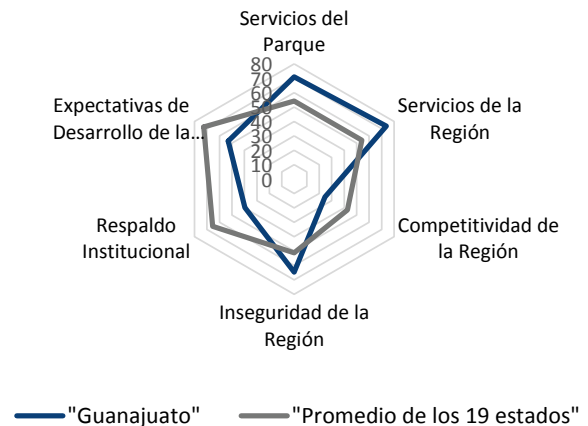 Servicios del
Parque
80
70
60
50
40
30
20
10
0
Servicios de la
Región
Competitividad de
la Región
Inseguridad de la
Región
Respaldo
Institucional
Expectativas de
Desarrollo de la...
"Guanajuato"
"Promedio de los 19 estados"